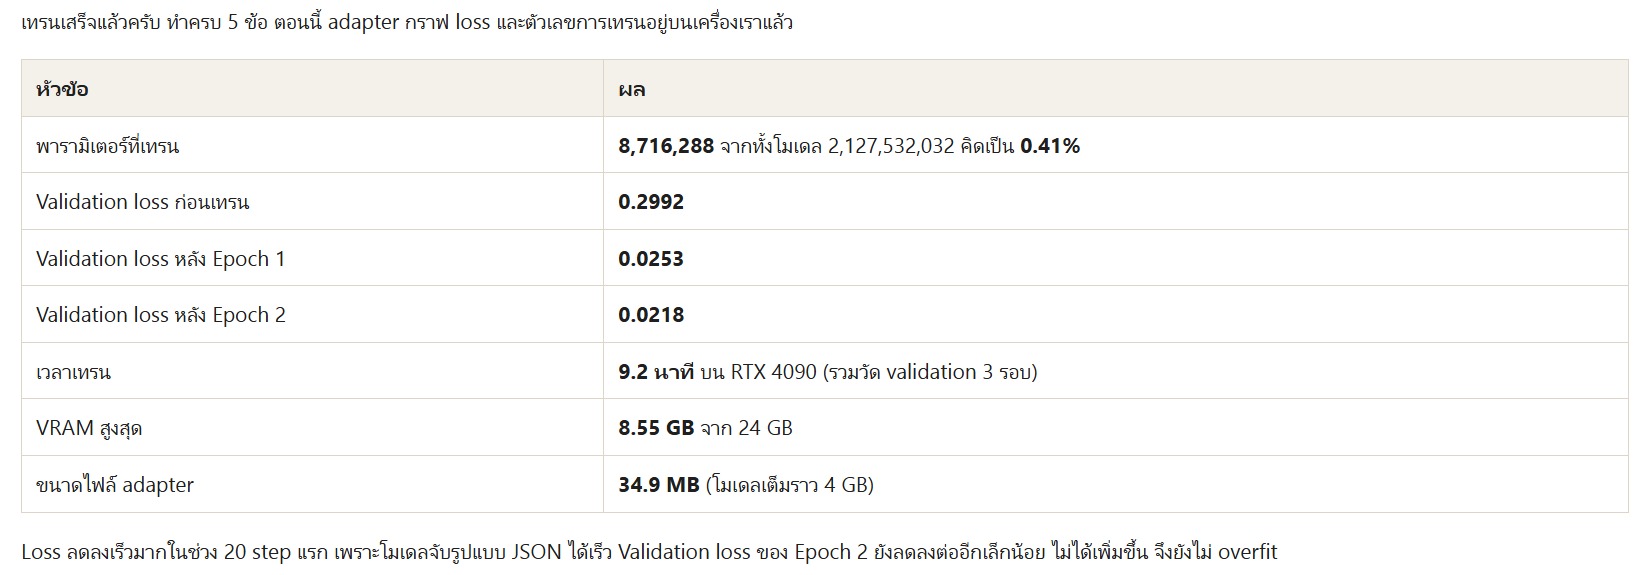 เทรนเสร็จแล้วครับ ทำครบ 5 ข้อ ตอนนี้ adapter กราฟ loss และตัวเลขการเทรนอยู่บนเครื่องเราแล้ว
หัวข้อ ผล
พารามิเตอร์ที่เทรน 8,716,288 จากทั้งโมเดล 2,127,532,032 คิดเป็น 0.41%
Validation loss ก่อนเทรน 0.2992
Validation loss หลัง Epoch 1 0.0253
Validation loss หลัง Epoch 2 0.0218
เวลาเทรน 9.2 นาที บน RTX 4090 (รวมวัด validation 3 รอบ)
VRAM สูงสุด 8.55 GB จาก 24 GB
ขนาดไฟล์ adapter 34.9 MB (โมเดลเต็มราว 4 GB)
Loss ลดลงเร็วมากในช่วง 20 step แรก เพราะโมเดลจับรูปแบบ JSON ได้เร็ว Validation loss ของ Epoch 2 ยังลดลงต่ออีกเล็กน้อย ไม่ได้เพิ่มขึ้น จึงยังไม่ overfit